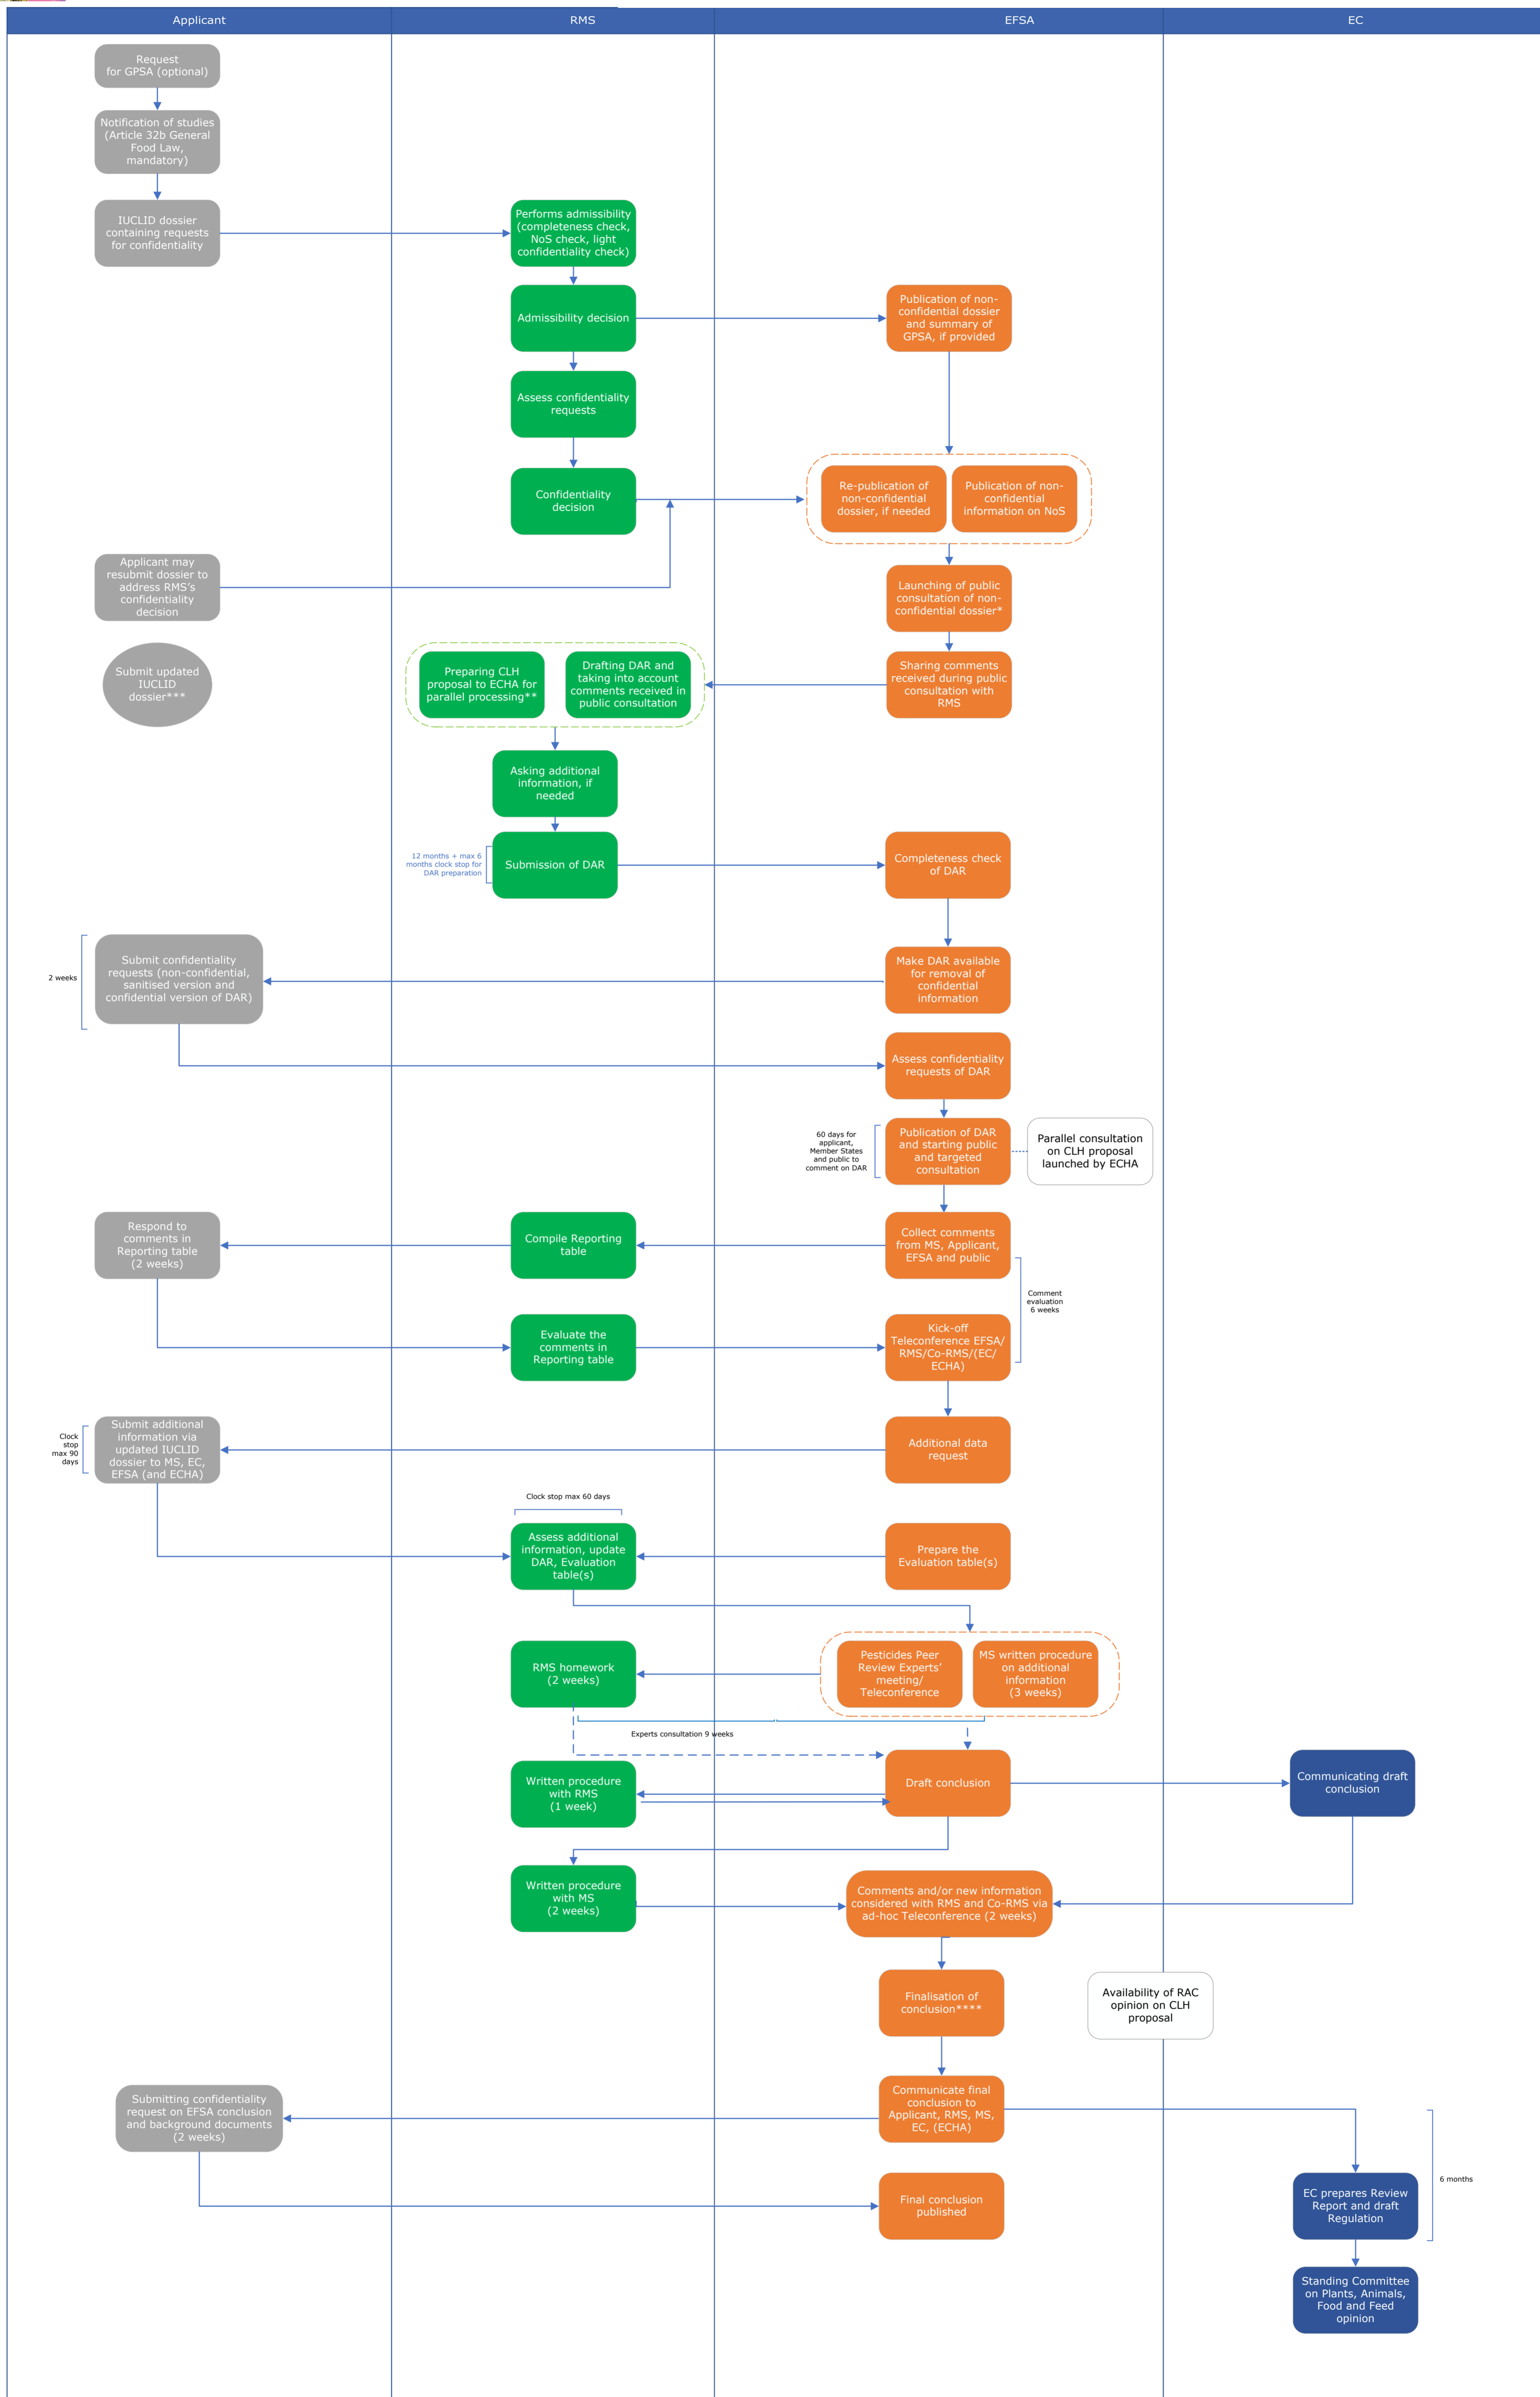 Applicant
RMS
EFSA
EC
Request
for GPSA (optional)
Notification of studies
(Article 32b General
Food Law,
mandatory)
IUCLID dossier
containing requests
for confidentiality
Performs admissibility
(completeness check,
NoS check, light
confidentiality check)
Admissibility decision
Publication of non-
confidential dossier
and summary of
GPSA, if provided
Assess confidentiality
requests
Confidentiality
decision
Re-publication of
non-confidential
dossier, if needed
Publication of non-
confidential
information on NoS
Applicant may
resubmit dossier to
address RMS's
confidentiality
decision
Launching of public
consultation of non-
confidential dossier*
Submit updated
IUCLID
dossier***
Preparing CLH
proposal to ECHA for
parallel processing**
Drafting DAR and
taking into account
comments received in
public consultation
Sharing comments
received during public
consultation with
RMS
Asking additional
information, if
needed
12 months + max 6
months clock stop for
DAR preparation
Submission of DAR
Completeness check
of DAR
2 weeks
Submit confidentiality
requests (non-confidential,
sanitised version and
confidential version of DAR)
Make DAR available
for removal of
confidential
information
Assess confidentiality
requests of DAR
60 days for
applicant,
Member States
and public to
comment on DAR
Publication of DAR
and starting public
and targeted
consultation
Parallel consultation
on CLH proposal
launched by ECHA
Respond to
comments in
Reporting table
(2 weeks)
Compile Reporting
table
Collect comments
from MS, Applicant,
EFSA and public
Comment
evaluation
6 weeks
Evaluate the
comments in
Reporting table
Kick-off
Teleconference EFSA/
RMS/Co-RMS/(EC/
ECHA)
Clock
stop
max 90
days
Submit additional
information via
updated IUCLID
dossier to MS, EC,
EFSA (and ECHA)
Additional data
request
Clock stop max 60 days
Assess additional
information, update
DAR, Evaluation
table(s)
Prepare the
Evaluation table(s)
RMS homework
(2 weeks)
Pesticides Peer
Review Experts'
meeting/
Teleconference
MS written procedure
on additional
information
(3 weeks)
Experts consultation 9 weeks
Written procedure
with RMS
(1 week)
Draft conclusion
Communicating draft
conclusion
Written procedure
with MS
(2 weeks)
Comments and/or new information
considered with RMS and Co-RMS via
ad-hoc Teleconference (2 weeks)
Finalisation of
conclusion****
Availability of RAC
opinion on CLH
proposal
Submitting confidentiality
request on EFSA conclusion
and background documents
(2 weeks)
Communicate final
conclusion to
Applicant, RMS, MS,
EC, (ECHA)
6 months
Final conclusion
published
EC prepares Review
Report and draft
Regulation
Standing Committee
on Plants, Animals,
Food and Feed
opinion